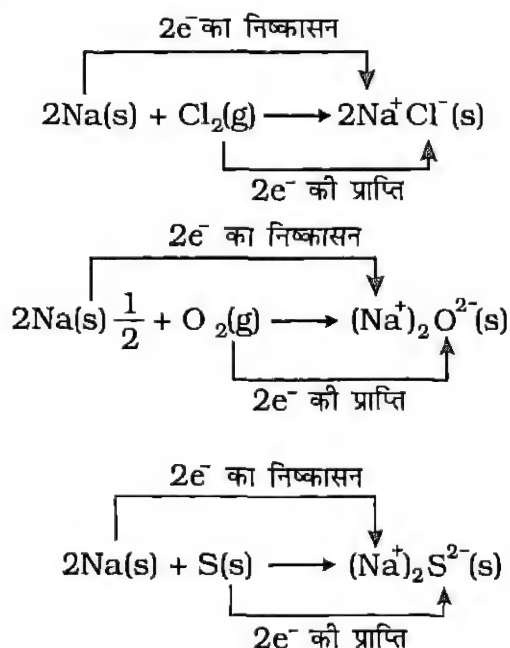 2e⁻ का निष्कासन
2Na(s) + Cl₂(g) ⟶ 2Na⁺Cl⁻(s)
2e⁻ की प्राप्ति
2e⁻ का निष्कासन
2Na(s) 1/2 + O ₂(g) ⟶ (Na⁺)₂O²⁻(s)
2e⁻ की प्राप्ति
2e⁻ का निष्कासन
2Na(s) + S(s) ⟶ (Na⁺)₂S²⁻(s)
2e⁻ की प्राप्ति